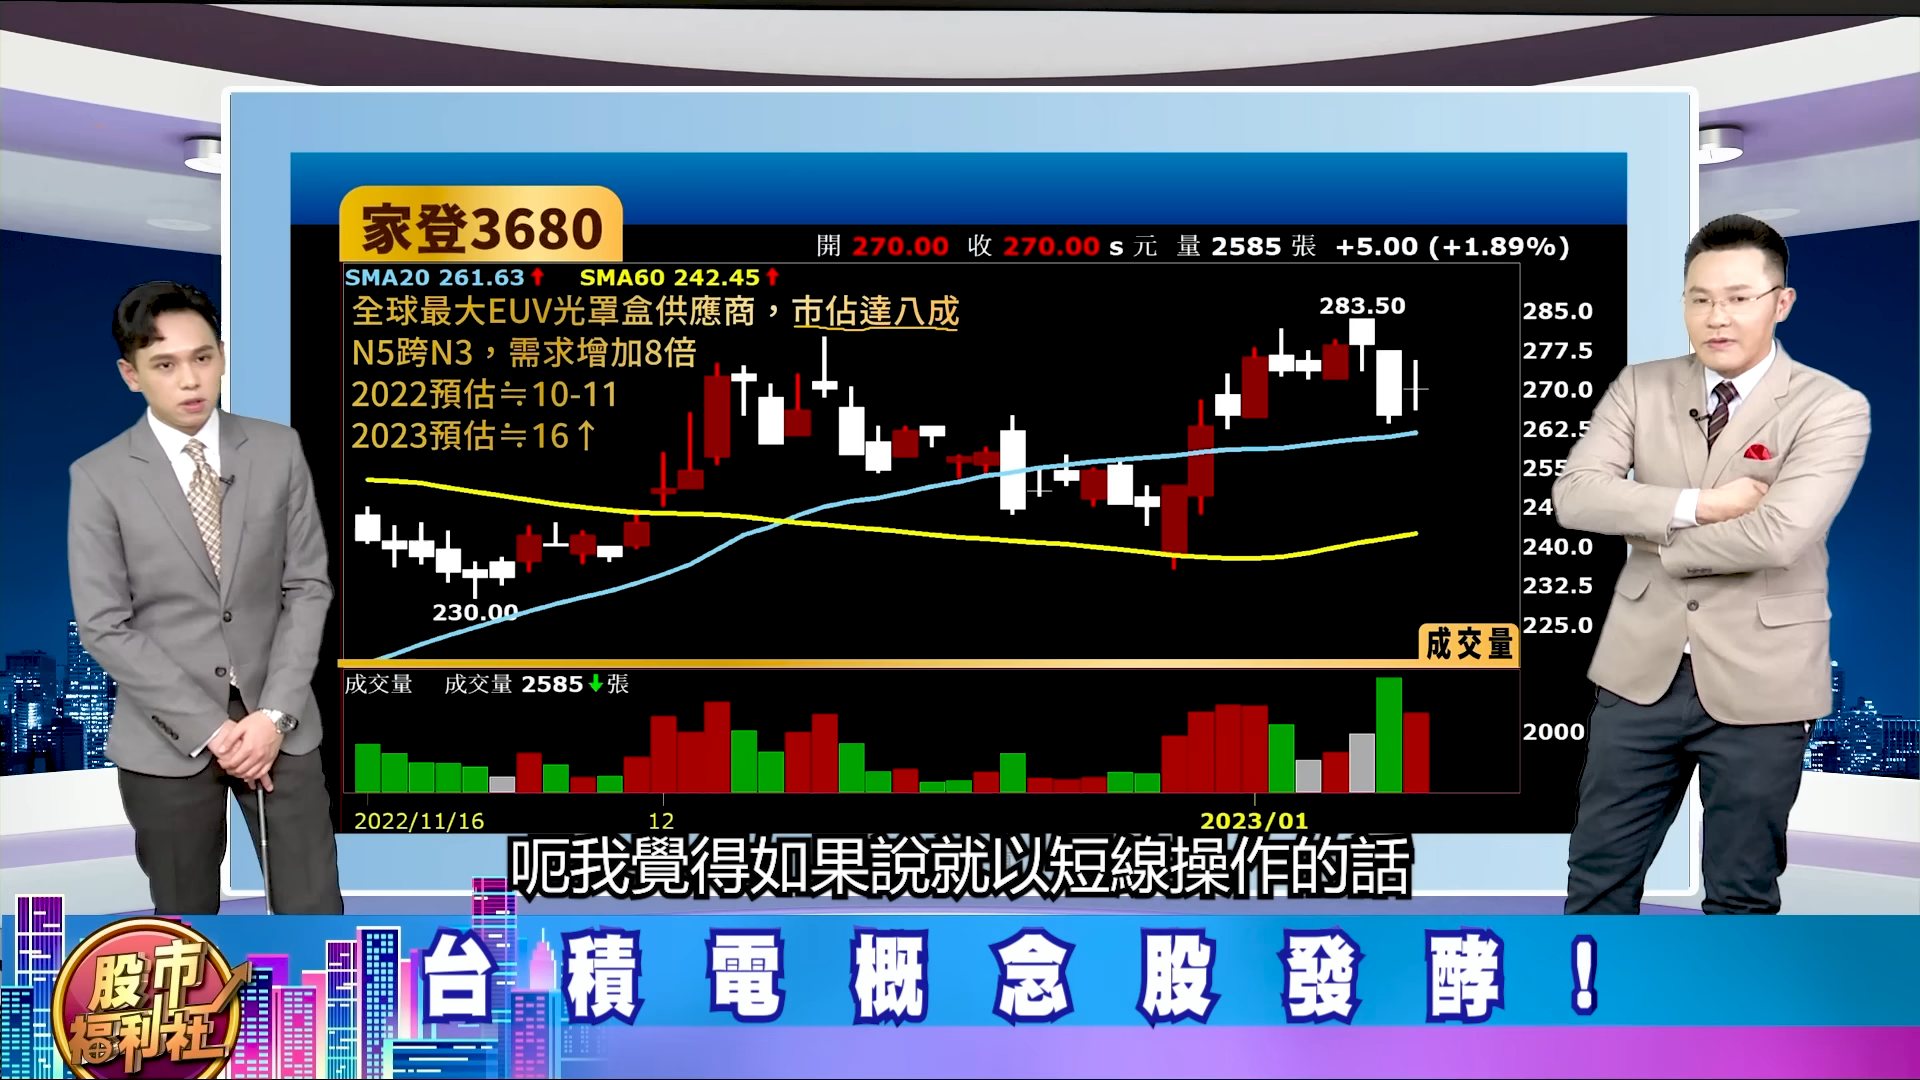 家登3680
開 270.00 收 270.00 s 元 量 2585 張 +5.00 (+1.89%)
SMA20 261.63↑ SMA60 242.45↑
全球最大EUV光罩盒供應商，市佔達八成
N5跨N3，需求增加8倍
2022預估≒10-11
2023預估≒16↑
283.50
230.00
285.0
277.5
270.0
262.5
255
24
240.0
232.5
225.0
成交量
成交量 成交量 2585↓張
2000
2022/11/16 12 2023/01
呃我覺得如果說就以短線操作的話
台積電概念股發酵！
股市
福利社